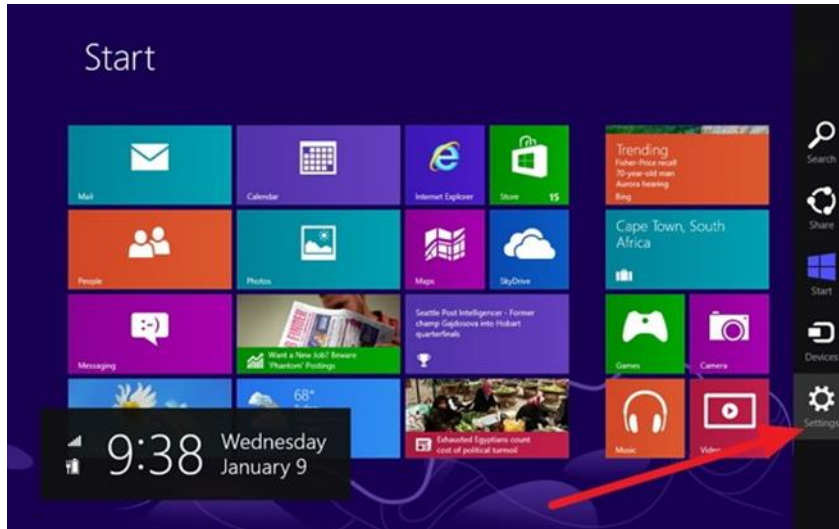 Start
Mail
Calendar
Internet Explorer
Store 15
Trending
Fisher-Price recall
70-year-old man
Aurora hearing
Bing
Search
Share
People
Photos
Maps
SkyDrive
Cape Town, South
Africa
Start
Messaging
Want a New Job? Beware
'Phantom' Postings
Seattle Post Intelligencer - Former
champ Gajdosova into Hobart
quarterfinals
Games
Camera
Devices
68°
Exhausted Egyptians count
cost of political turmoil
Music
Video
Settings
9:38
Wednesday
January 9